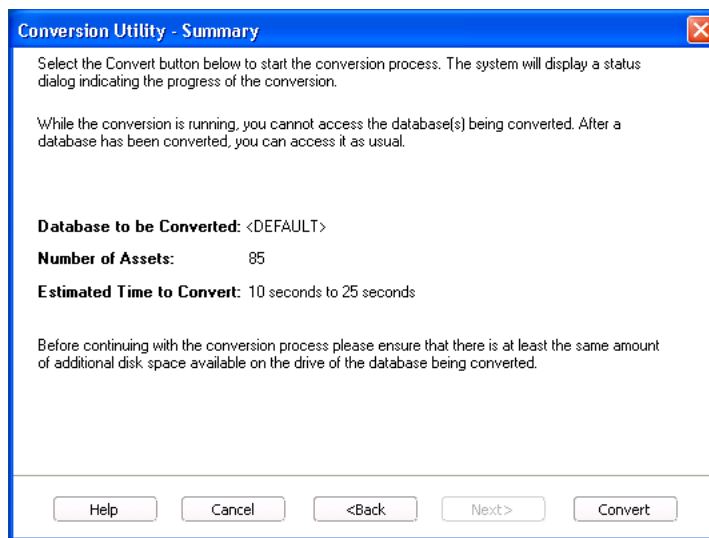 Conversion Utility - Summary
Select the Convert button below to start the conversion process. The system will display a status
dialog indicating the progress of the conversion.
While the conversion is running, you cannot access the database(s) being converted. After a
database has been converted, you can access it as usual.
Database to be Converted: <DEFAULT>
Number of Assets: 85
Estimated Time to Convert: 10 seconds to 25 seconds
Before continuing with the conversion process please ensure that there is at least the same amount
of additional disk space available on the drive of the database being converted.
Help Cancel <Back Next> Convert